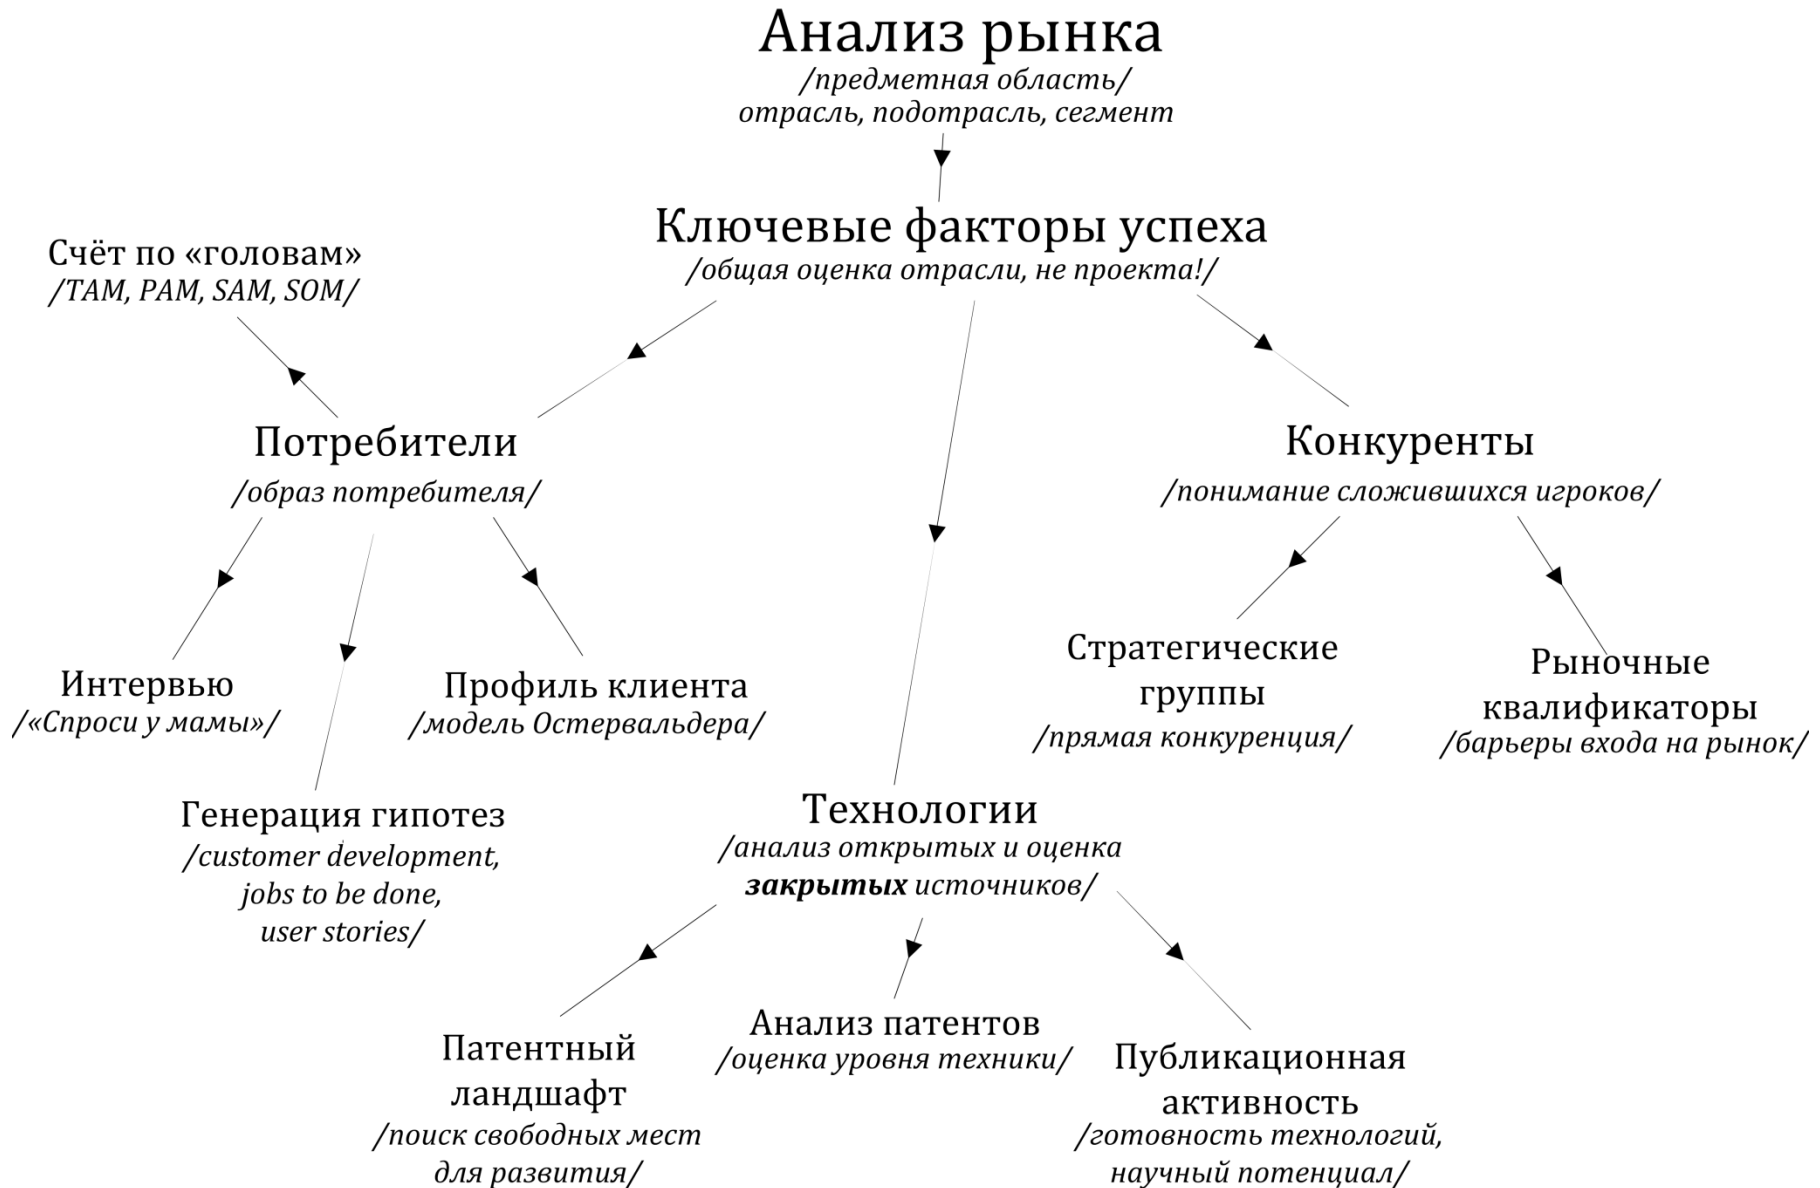 Анализ рынка
/предметная область/
отрасль, подотрасль, сегмент
Ключевые факторы успеха
/общая оценка отрасли, не проекта!/
Счёт по «головам»
/TAM, PAM, SAM, SOM/
Потребители
/образ потребителя/
Конкуренты
/понимание сложившихся игроков/
Интервью
/«Спроси у мамы»/
Профиль клиента
/модель Остервальдера/
Генерация гипотез
/customer development,
jobs to be done,
user stories/
Стратегические
группы
/прямая конкуренция/
Рыночные
квалификаторы
/барьеры входа на рынок/
Технологии
/анализ открытых и оценка
закрытых источников/
Патентный
ландшафт
/поиск свободных мест
для развития/
Анализ патентов
/оценка уровня техники/
Публикационная
активность
/готовность технологий,
научный потенциал/